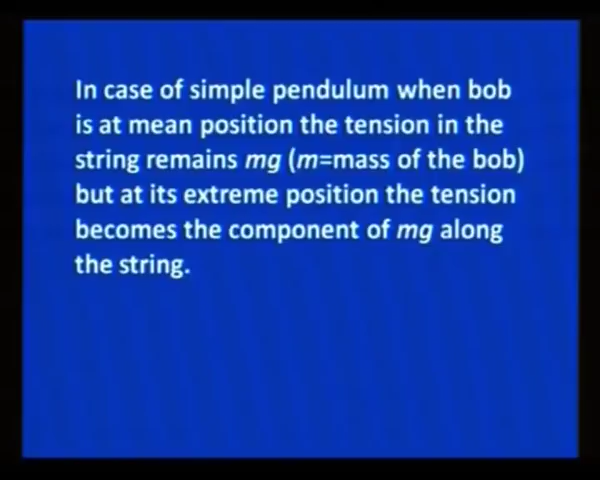 In case of simple pendulum when bob
is at mean position the tension in the
string remains mg (m=mass of the bob)
but at its extreme position the tension
becomes the component of mg along
the string.